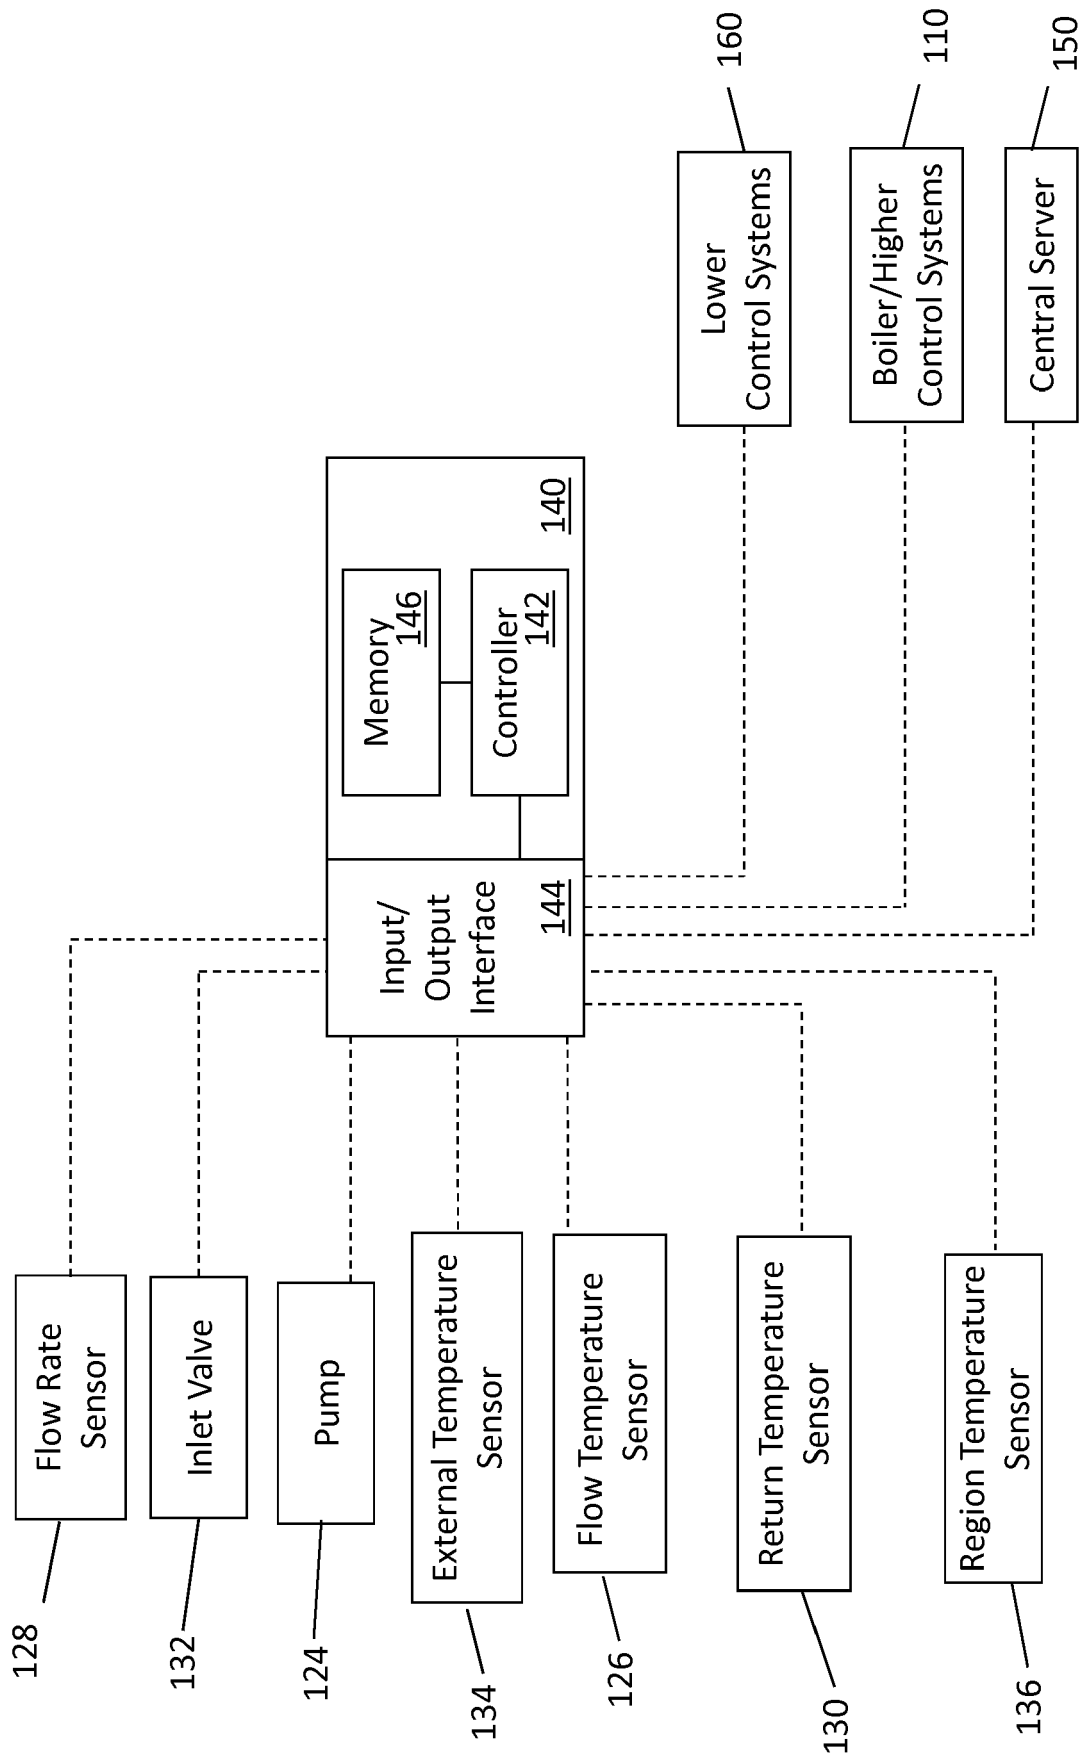 128
Flow Rate
Sensor
132
Inlet Valve
124
Pump
134
External Temperature
Sensor
126
Flow Temperature
Sensor
130
Return Temperature
Sensor
136
Region Temperature
Sensor
Input/
Output
Interface
144
Memory
146
Controller
142
140
Lower
Control Systems
160
Boiler/Higher
Control Systems
110
Central Server
150